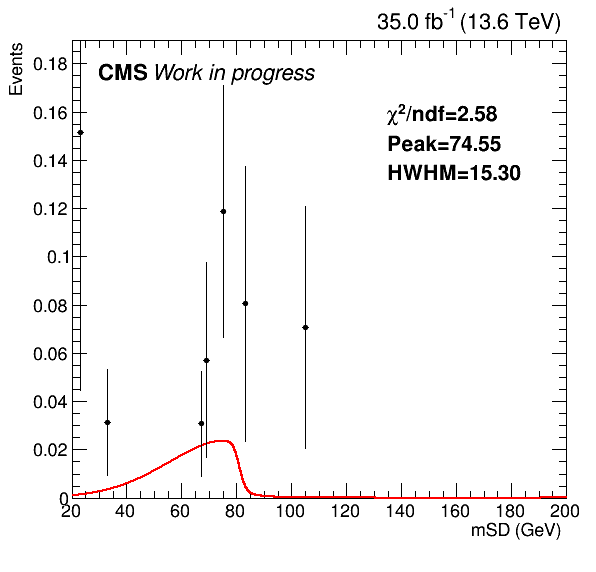 35.0 fb⁻¹ (13.6 TeV)
Events
CMS Work in progress
χ²/ndf=2.58
Peak=74.55
HWHM=15.30
0.18
0.16
0.14
0.12
0.1
0.08
0.06
0.04
0.02
0
20 40 60 80 100 120 140 160 180 200
mSD (GeV)